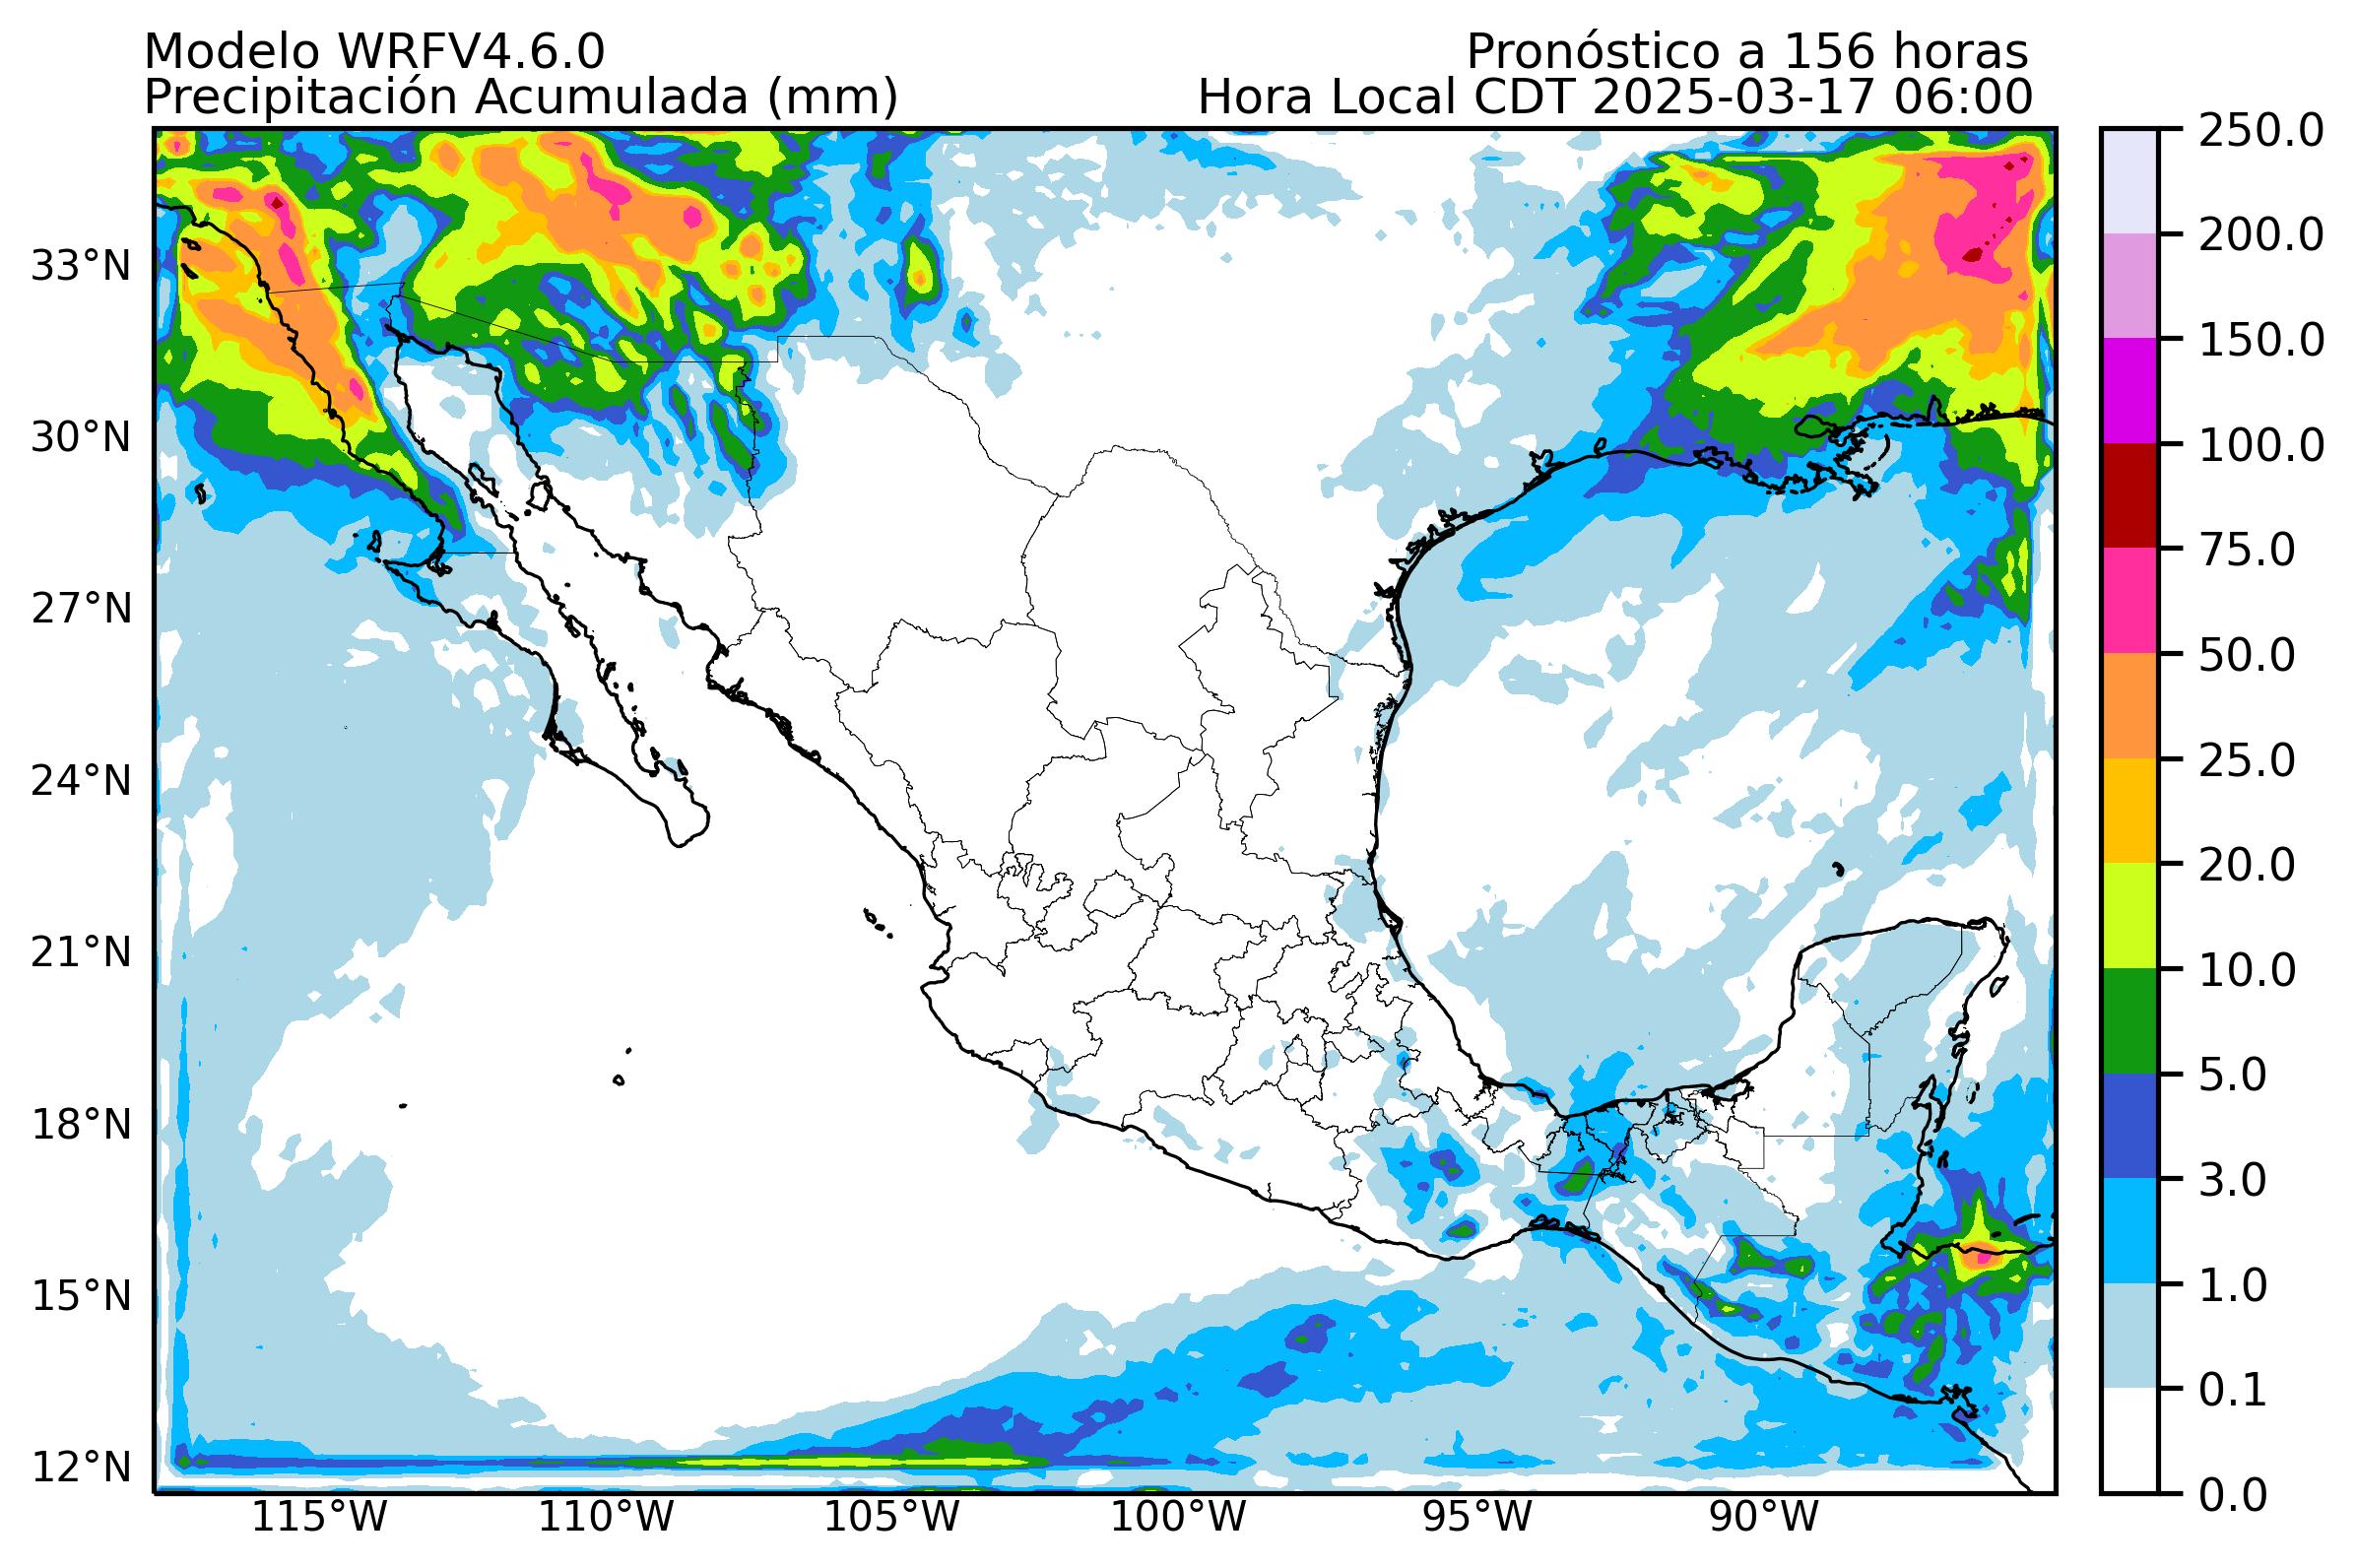 Modelo WRFV4.6.0
Pronóstico a 156 horas
Precipitación Acumulada (mm)
Hora Local CDT 2025-03-17 06:00
33°N
30°N
27°N
24°N
21°N
18°N
15°N
12°N
115°W
110°W
105°W
100°W
95°W
90°W
250.0
200.0
150.0
100.0
75.0
50.0
25.0
20.0
10.0
5.0
3.0
1.0
0.1
0.0